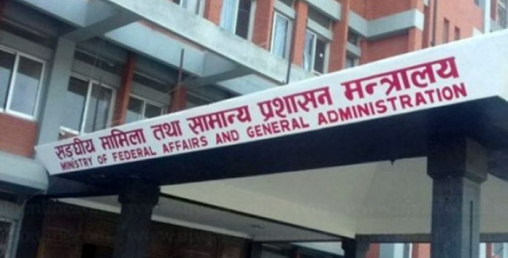 सङ्घीय मामिला तथा सामान्य प्रशासन मन्त्रालय
MINISTRY OF FEDERAL AFFAIRS AND GENERAL ADMINISTRATION